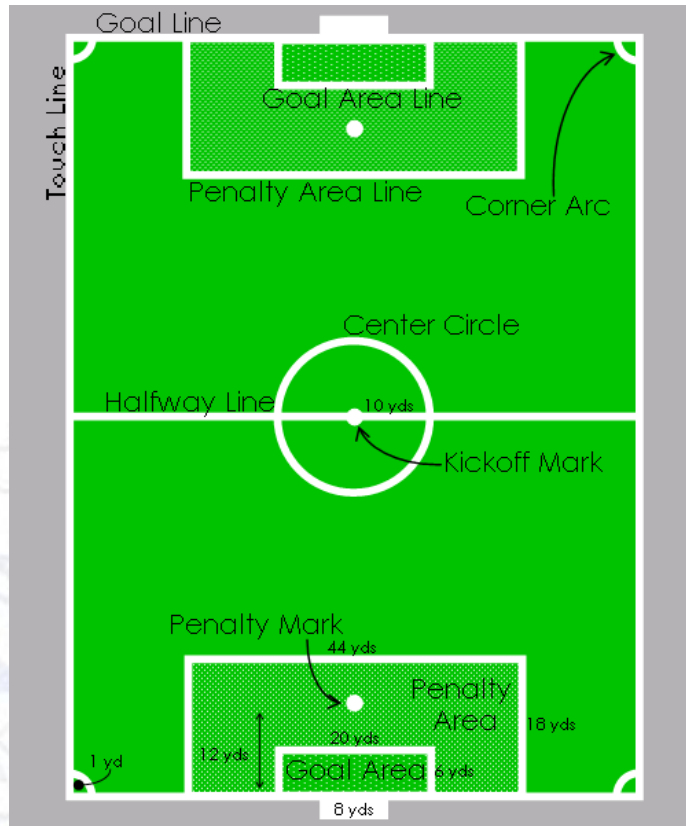 Goal Line
Touch Line
Goal Area Line
Penalty Area Line
Corner Arc
Center Circle
Halfway Line
10 yds
Kickoff Mark
Penalty Mark
44 yds
Penalty
Area
18 yds
20 yds
12 yds
1 yd
Goal Area
6 yds
8 yds